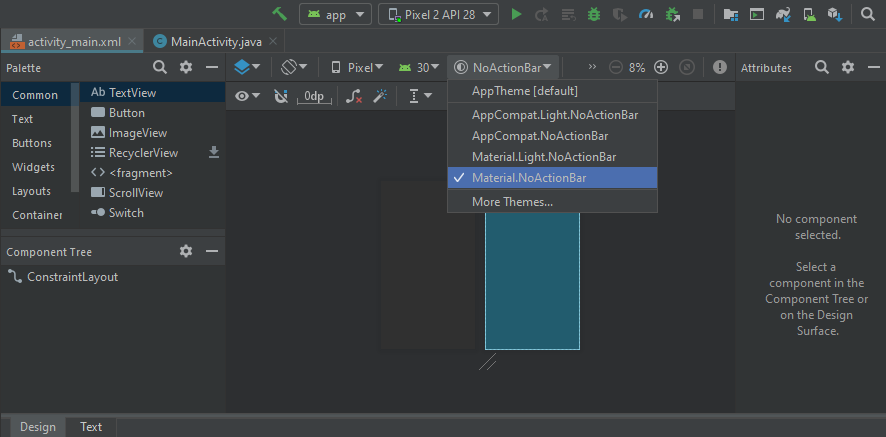 app
Pixel 2 API 28
activity_main.xml
MainActivity.java
Palette
Pixel
30
NoActionBar
»
8%
Attributes
Common
Text
Buttons
Widgets
Layouts
Container
Ab TextView
Button
ImageView
RecyclerView
<fragment>
ScrollView
Switch
0dp
AppTheme [default]
AppCompat.Light.NoActionBar
AppCompat.NoActionBar
Material.Light.NoActionBar
Material.NoActionBar
More Themes...
Component Tree
ConstraintLayout
No component
selected.
Select a
component in the
Component Tree or
on the Design
Surface.
Design
Text